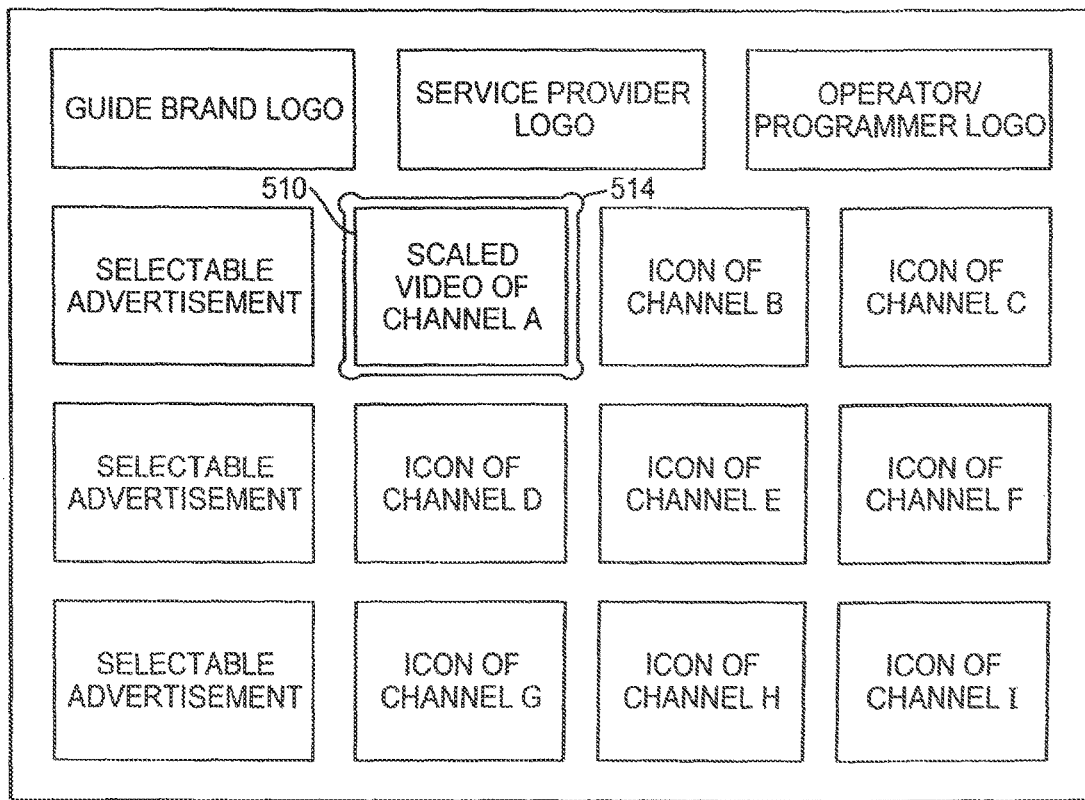 GUIDE BRAND LOGO
SERVICE PROVIDER
LOGO
OPERATOR/
PROGRAMMER LOGO
510
514
SELECTABLE
ADVERTISEMENT
SCALED
VIDEO OF
CHANNEL A
ICON OF
CHANNEL B
ICON OF
CHANNEL C
SELECTABLE
ADVERTISEMENT
ICON OF
CHANNEL D
ICON OF
CHANNEL E
ICON OF
CHANNEL F
SELECTABLE
ADVERTISEMENT
ICON OF
CHANNEL G
ICON OF
CHANNEL H
ICON OF
CHANNEL I